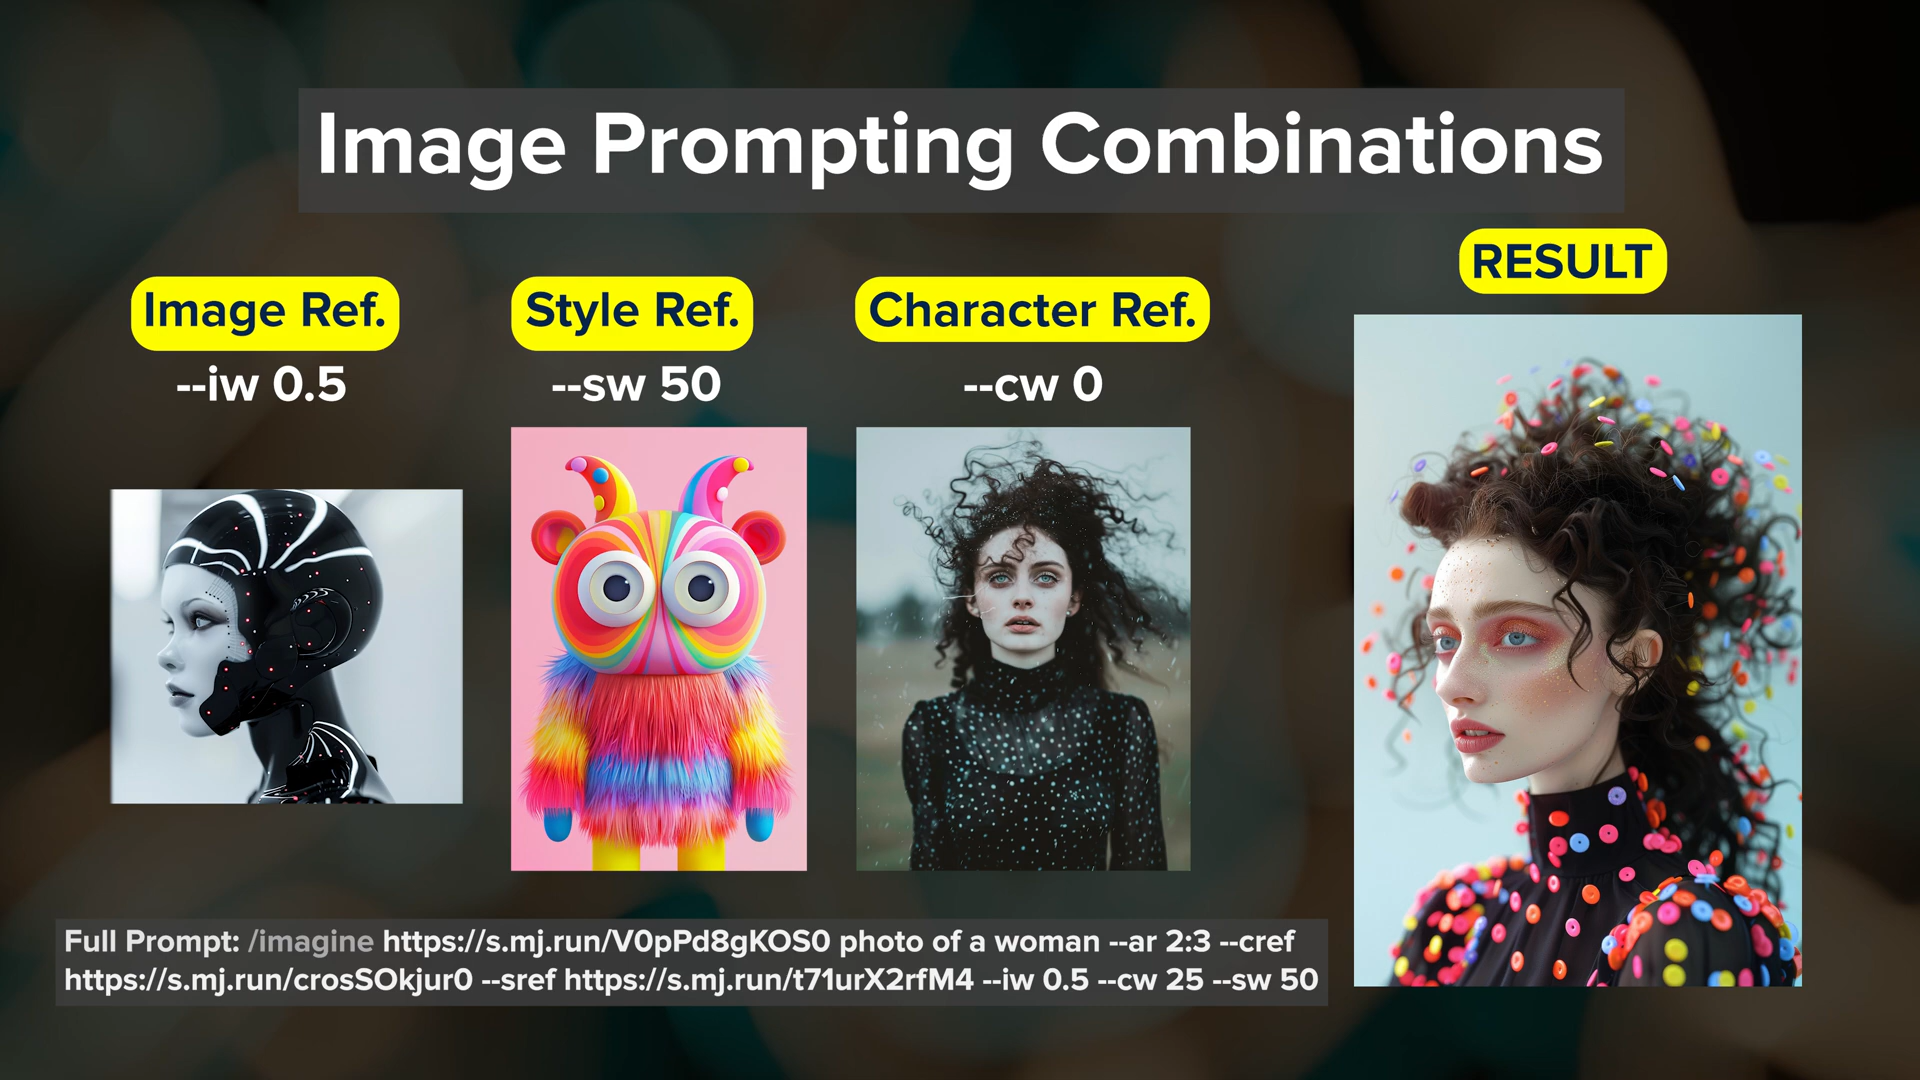 Image Prompting Combinations
RESULT
Image Ref.
Style Ref.
Character Ref.
--iw 0.5
--sw 50
--cw 0
Full Prompt: /imagine https://s.mj.run/V0pPd8gKOS0 photo of a woman --ar 2:3 --cref
https://s.mj.run/crosSOkjur0 --sref https://s.mj.run/t71urX2rfM4 --iw 0.5 --cw 25 --sw 50